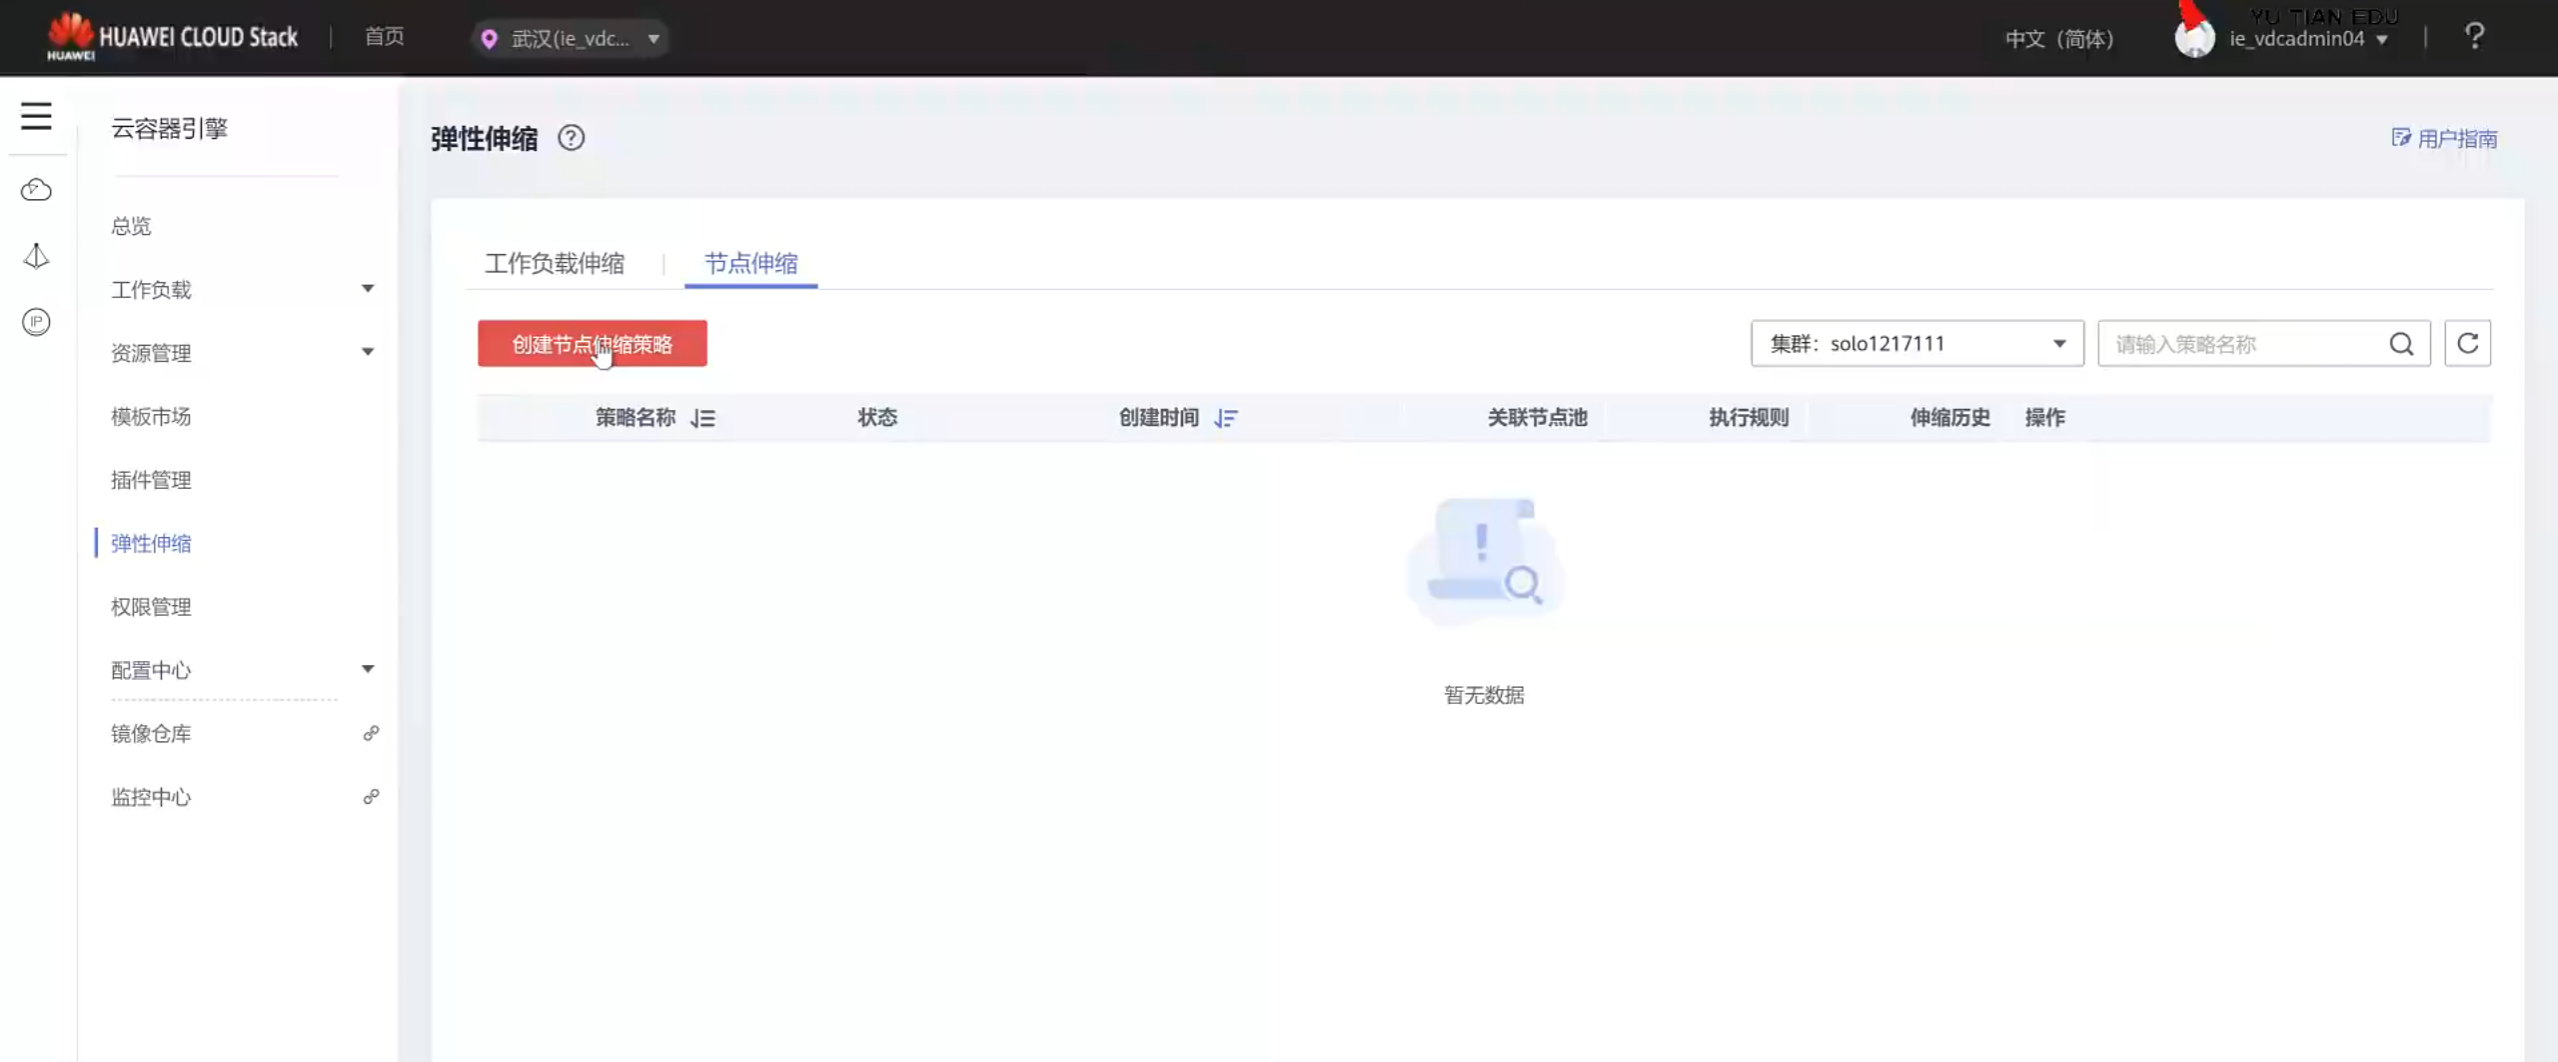 HUAWEI
HUAWEI CLOUD Stack
首页
武汉(ie_vdc...
中文（简体）
YU TIAN EDU
ie_vdcadmin04
?
云容器引擎
总览
工作负载
资源管理
模板市场
插件管理
弹性伸缩
权限管理
配置中心
镜像仓库
监控中心
IP
弹性伸缩 ?
用户指南
工作负载伸缩 | 节点伸缩
创建节点伸缩策略
集群：solo1217111
请输入策略名称
策略名称 状态 创建时间 关联节点池 执行规则 伸缩历史 操作
暂无数据